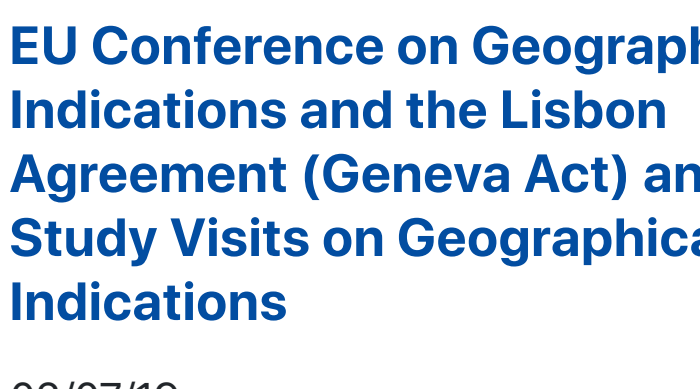 EU Conference on Geograph
Indications and the Lisbon
Agreement (Geneva Act) an
Study Visits on Geographica
Indications